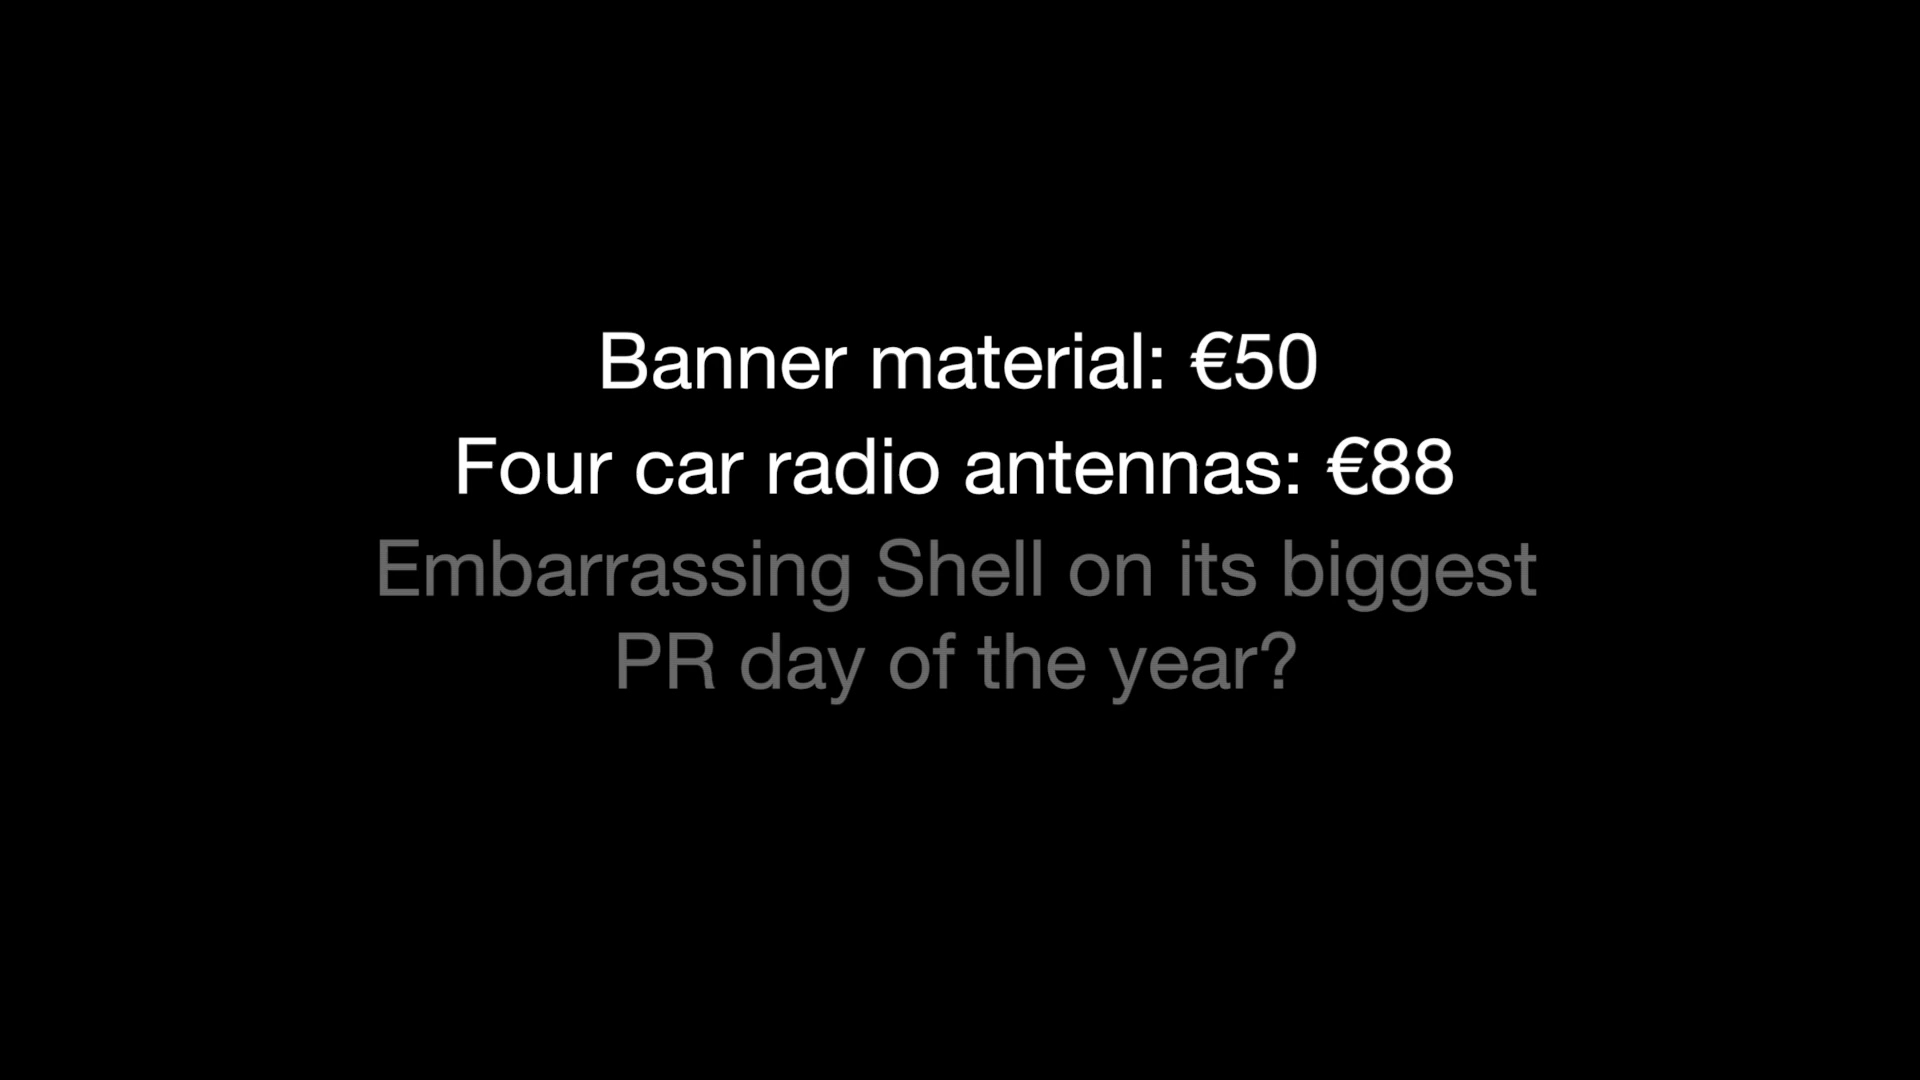 Banner material: €50
Four car radio antennas: €88
Embarrassing Shell on its biggest
PR day of the year?